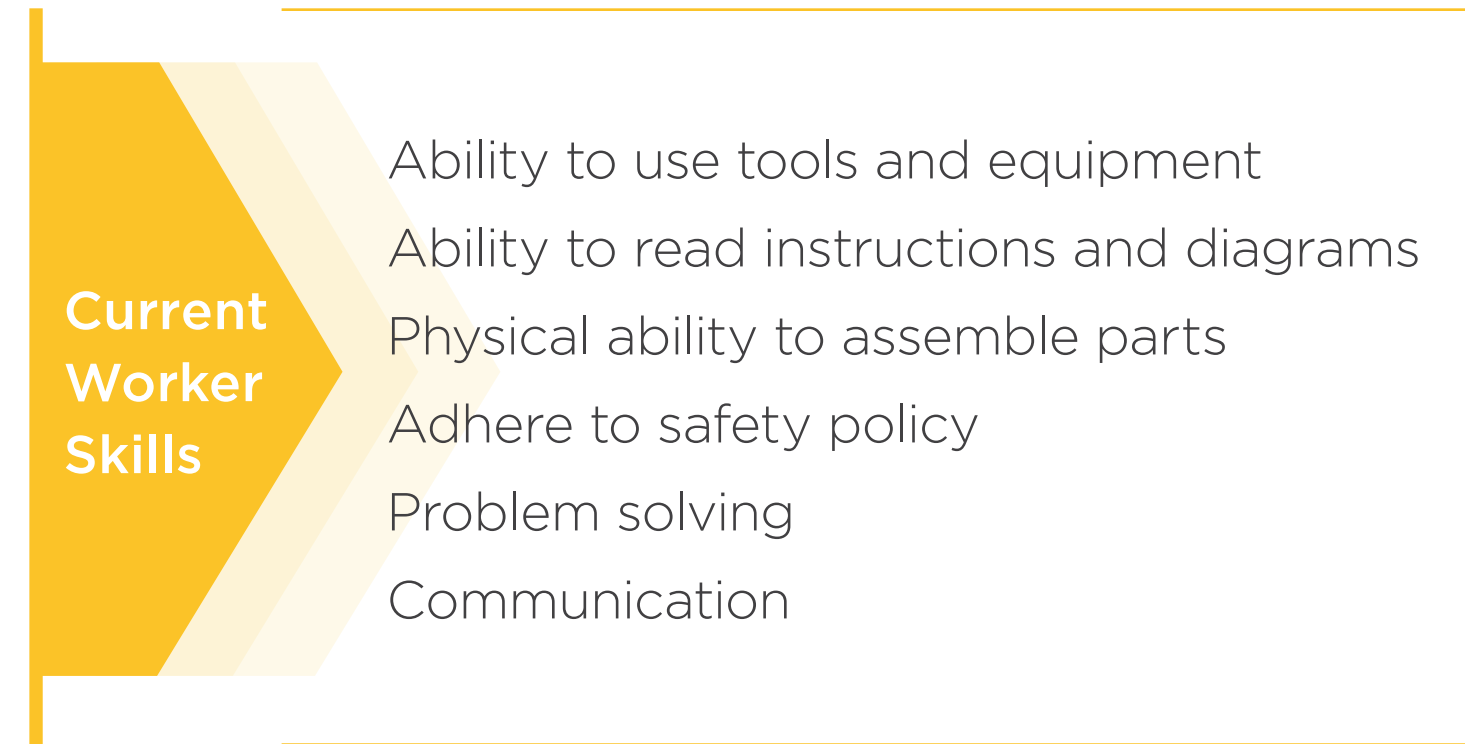 Current
Worker
Skills
Ability to use tools and equipment
Ability to read instructions and diagrams
Physical ability to assemble parts
Adhere to safety policy
Problem solving
Communication